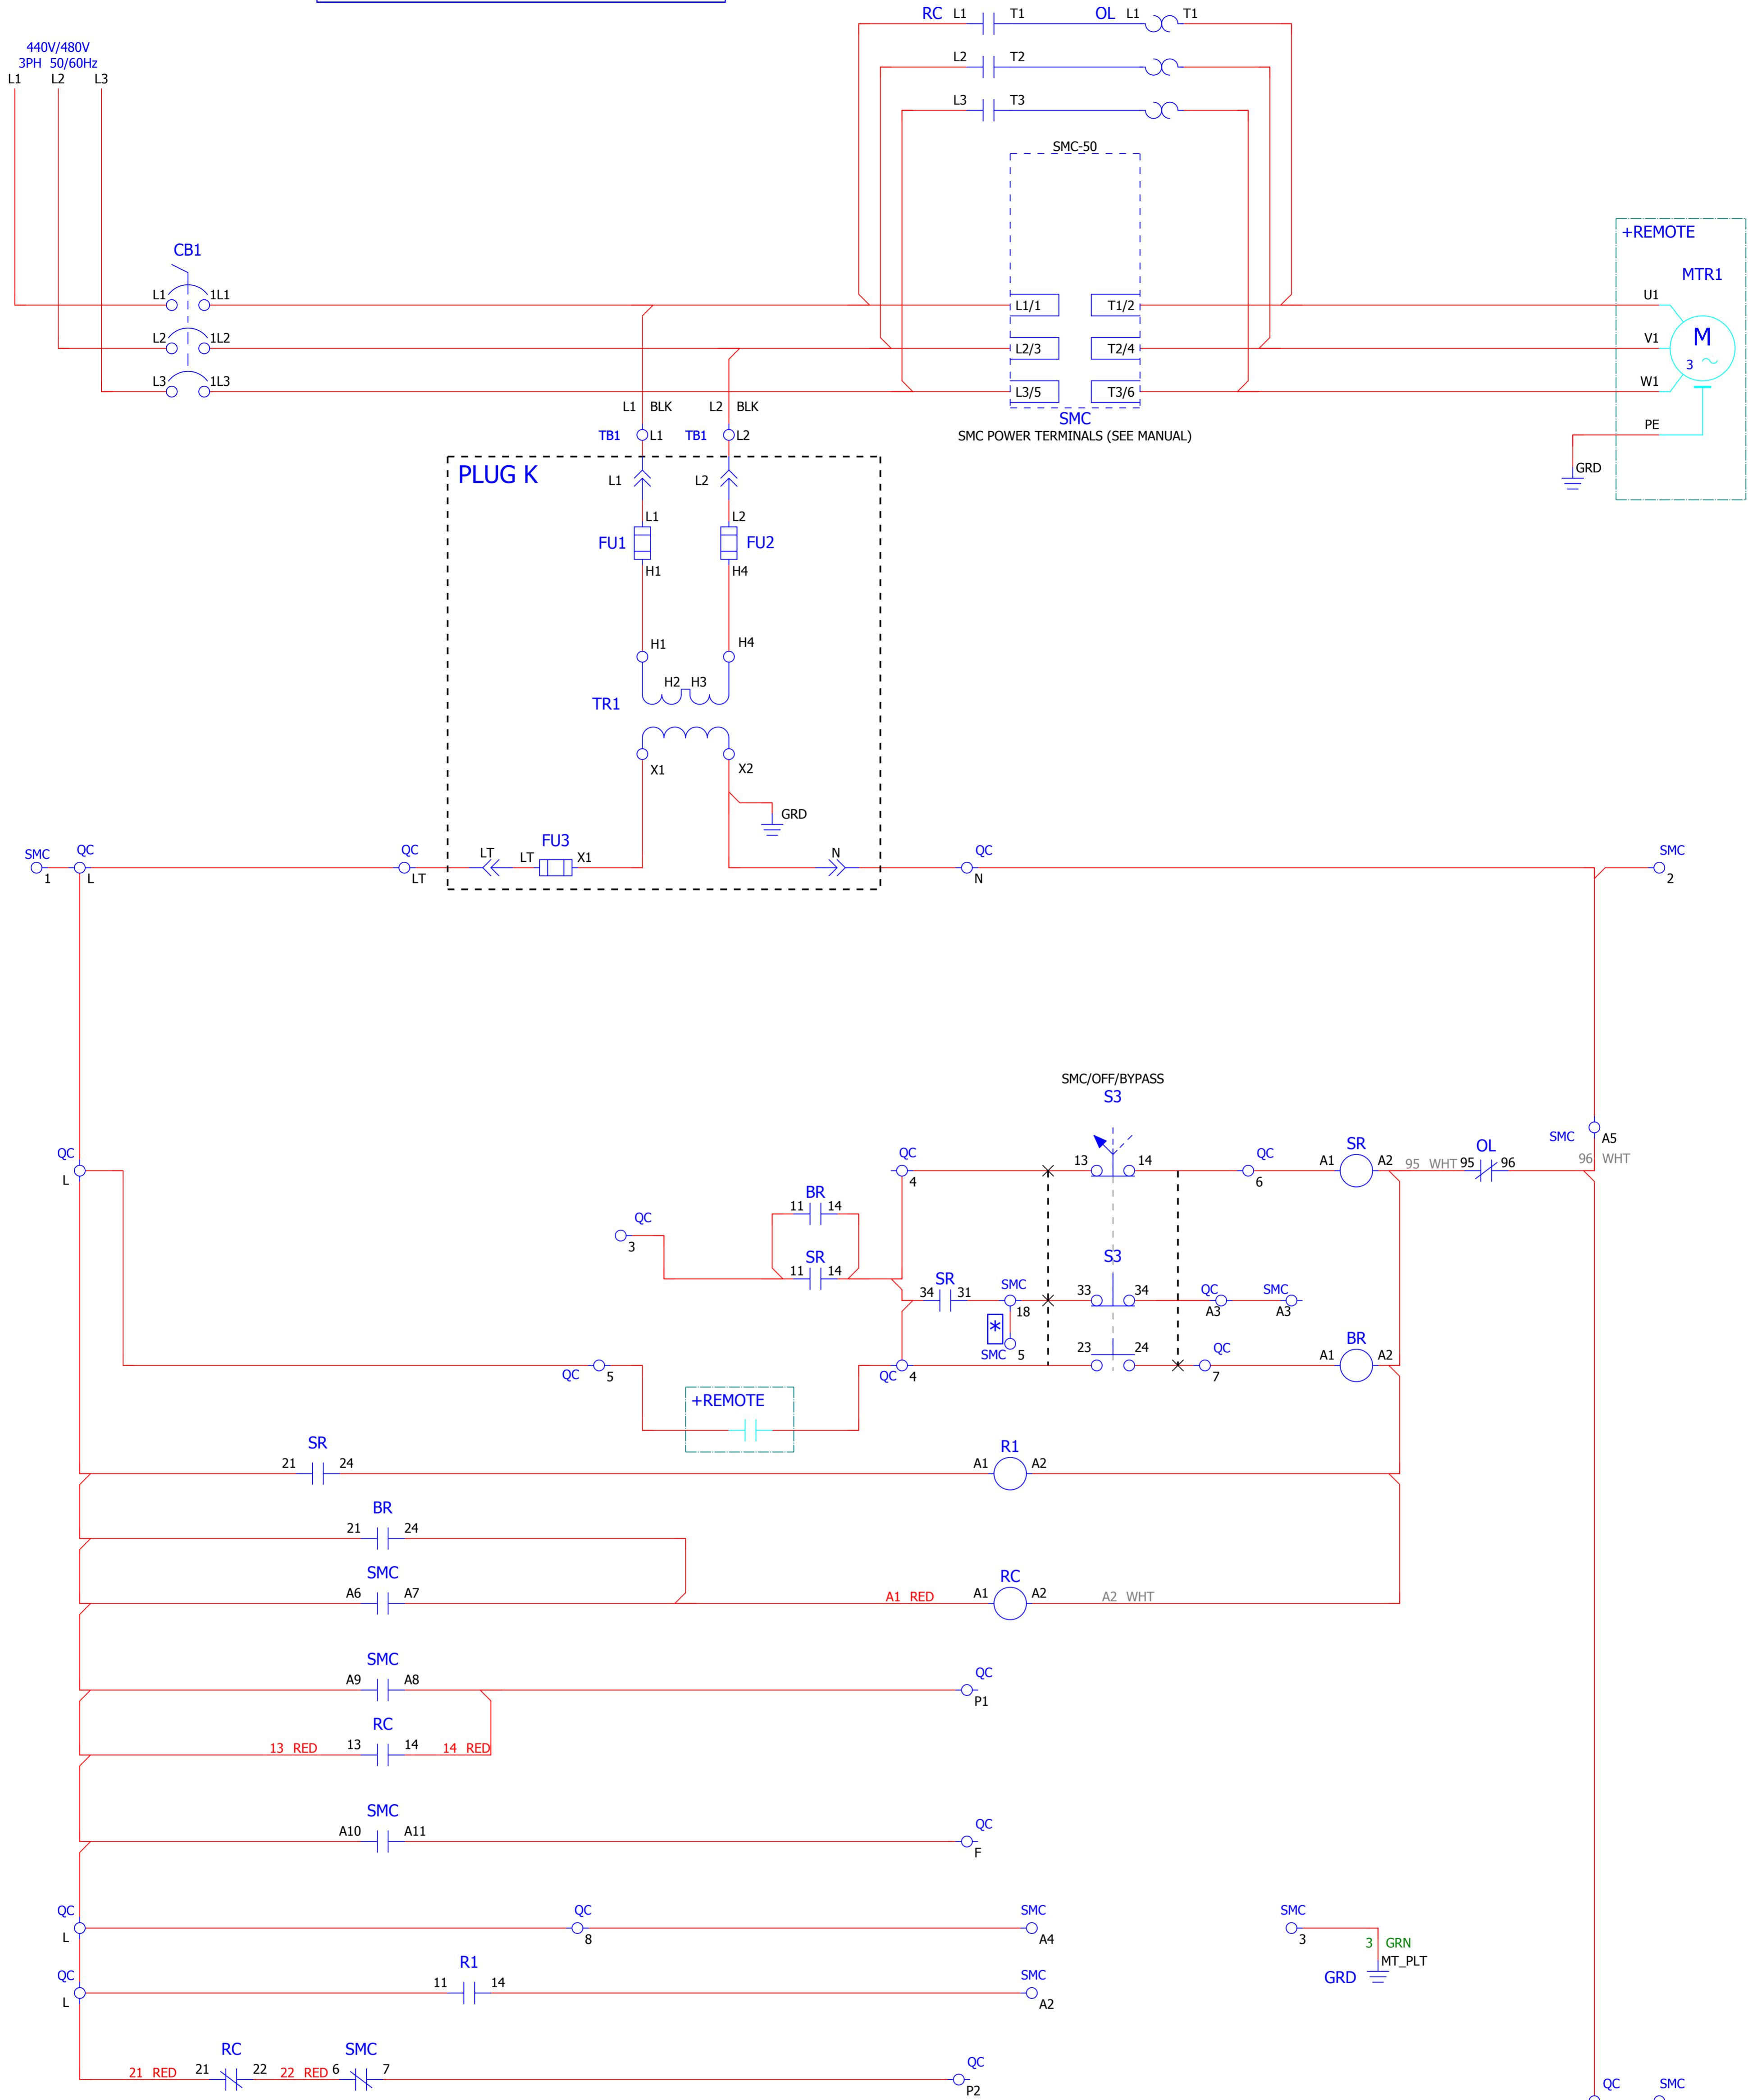 RC L1 T1 OL L1 T1
440V/480V
3PH 50/60Hz
L1 L2 L3
L2 T2
L3 T3
SMC-50
+REMOTE
MTR1
CB1
L1 1L1 L1/1 T1/2 U1
L2 1L2 L2/3 T2/4 V1 M
3
L3 1L3 L3/5 T3/6 W1
L1 BLK L2 BLK
SMC
SMC POWER TERMINALS (SEE MANUAL)
TB1 L1 TB1 L2
PE
GRD
PLUG K
L1 L2
L1 L2
FU1 FU2
H1 H4
H1 H4
H2 H3
TR1
X1 X2
GRD
SMC QC QC FU3 QC SMC
LT LT X1 N
1 L LT N 2
SMC/OFF/BYPASS
S3
SMC A5
QC QC 13 14 QC SR OL
A1 A2 95 WHT 95 96 96 WHT
L 4 6
BR
11 14
QC
3
SR
11 14
S3
SR SMC QC SMC
34 31 33 34
18 A3 A3
*
SMC 5
23 24 QC BR
A1 A2
QC 5 QC 4 7
+REMOTE
SR R1
21 24 A1 A2
BR
21 24
SMC RC
A6 A7 A1 RED A1 A2 A2 WHT
SMC QC
A9 A8 P1
RC
13 RED 13 14 14 RED
SMC QC
A10 A11 F
QC QC SMC SMC
L 8 A4 3
3 GRN
MT_PLT
GRD
QC R1 SMC
11 14
L A2
RC SMC QC
21 RED 21 22 22 RED 6 7 P2
QC SMC